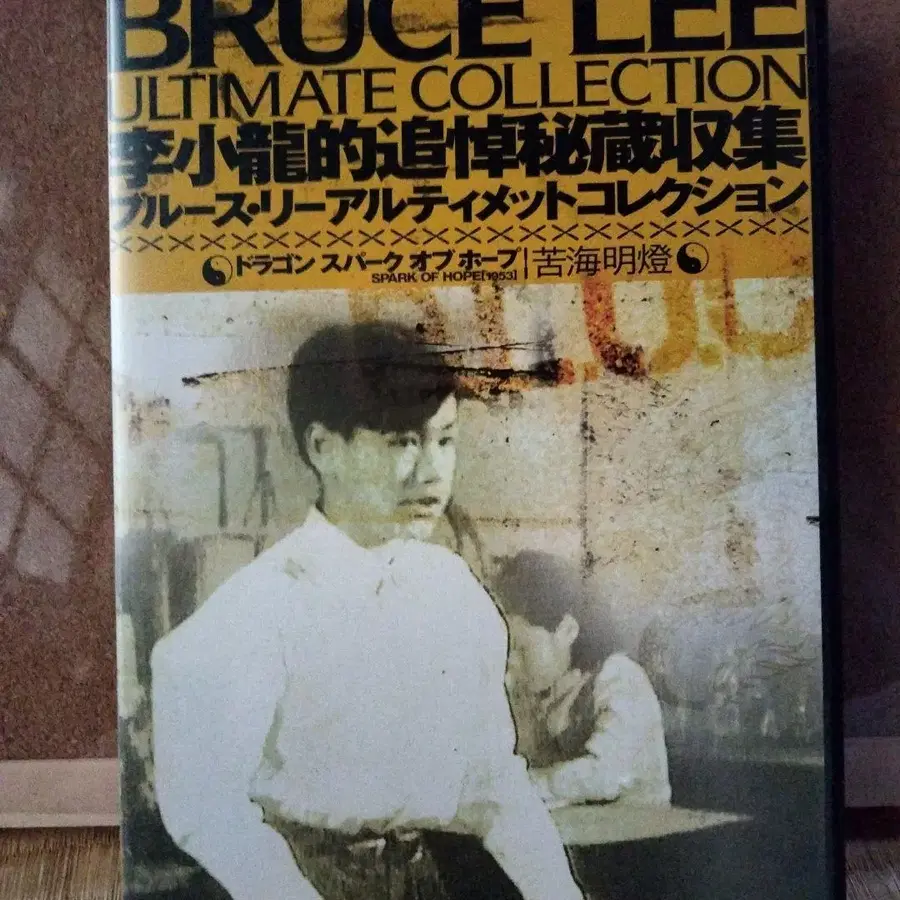 BRUCE LEE
ULTIMATE COLLECTION
李小龍的追悼秘蔵収集
ブルース・リーアルティメットコレクション
××××××××××××××××××××××××××××××
ドラゴン スパーク オブ ホープ|苦海明燈
SPARK OF HOPE[1953]